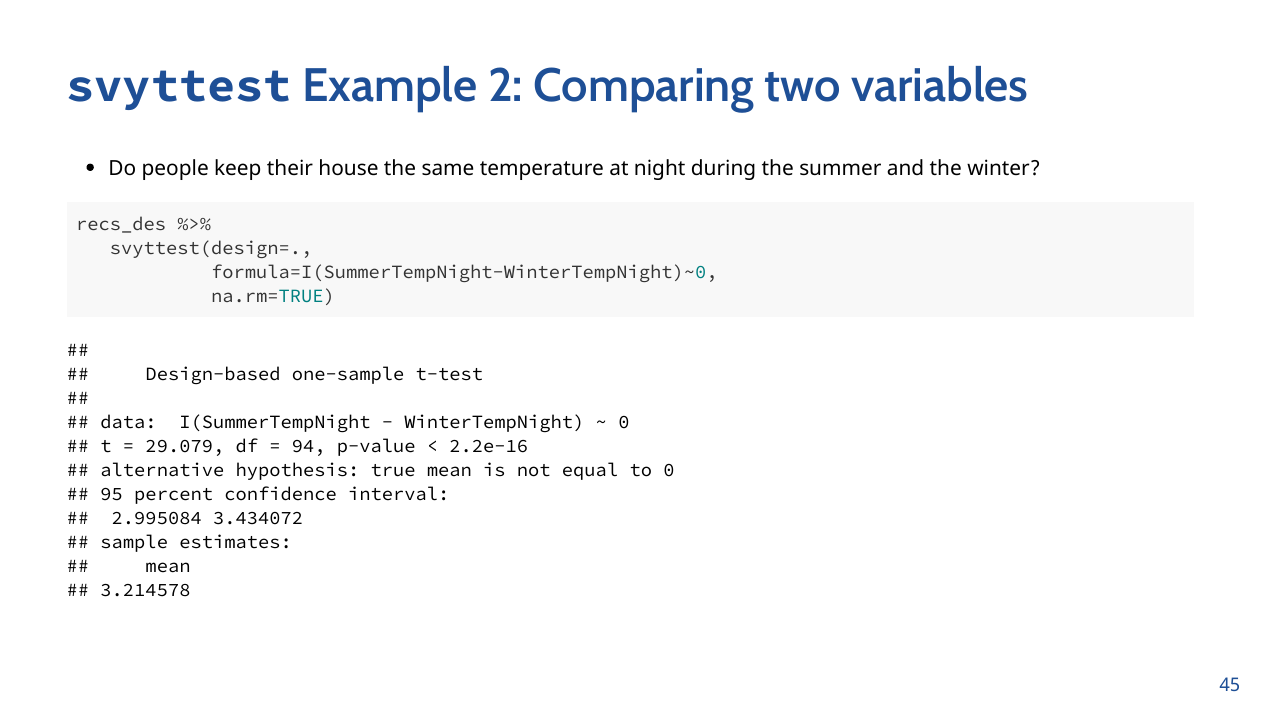 svyttest Example 2: Comparing two variables
• Do people keep their house the same temperature at night during the summer and the winter?
recs_des %>%
   svyttest(design=.,
            formula=I(SummerTempNight-WinterTempNight)~0,
            na.rm=TRUE)
##
##     Design-based one-sample t-test
##
## data:  I(SummerTempNight - WinterTempNight) ~ 0
## t = 29.079, df = 94, p-value < 2.2e-16
## alternative hypothesis: true mean is not equal to 0
## 95 percent confidence interval:
##  2.995084 3.434072
## sample estimates:
##     mean
## 3.214578
45